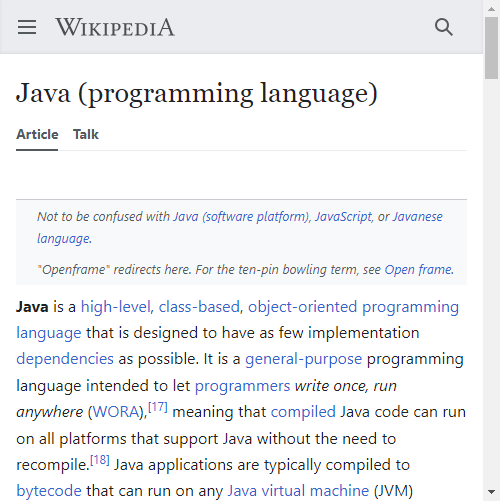 WIKIPEDIA
Java (programming language)
Article Talk
Not to be confused with Java (software platform), JavaScript, or Javanese
language.
"Openframe" redirects here. For the ten-pin bowling term, see Open frame.
Java is a high-level, class-based, object-oriented programming
language that is designed to have as few implementation
dependencies as possible. It is a general-purpose programming
language intended to let programmers write once, run
anywhere (WORA),[17] meaning that compiled Java code can run
on all platforms that support Java without the need to
recompile.[18] Java applications are typically compiled to
bytecode that can run on any Java virtual machine (JVM)